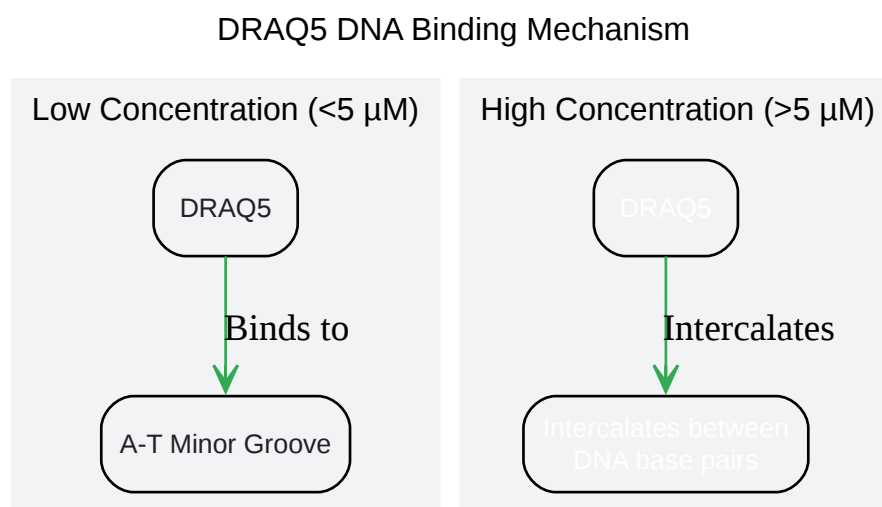 DRAQ5 DNA Binding Mechanism
Low Concentration (<5 µM)
DRAQ5
Binds to
A-T Minor Groove
High Concentration (>5 µM)
DRAQ5
Intercalates
Intercalates between
DNA base pairs